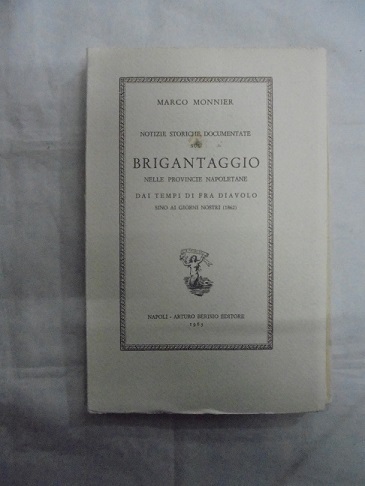 MARCO MONNIER
NOTIZIE STORICHE DOCUMENTATE
SUL
BRIGANTAGGIO
NELLE PROVINCIE NAPOLETANE
DAI TEMPI DI FRÀ DIAVOLO
SINO AI GIORNI NOSTRI (1862)
NAPOLI - ARTURO BERISIO EDITORE